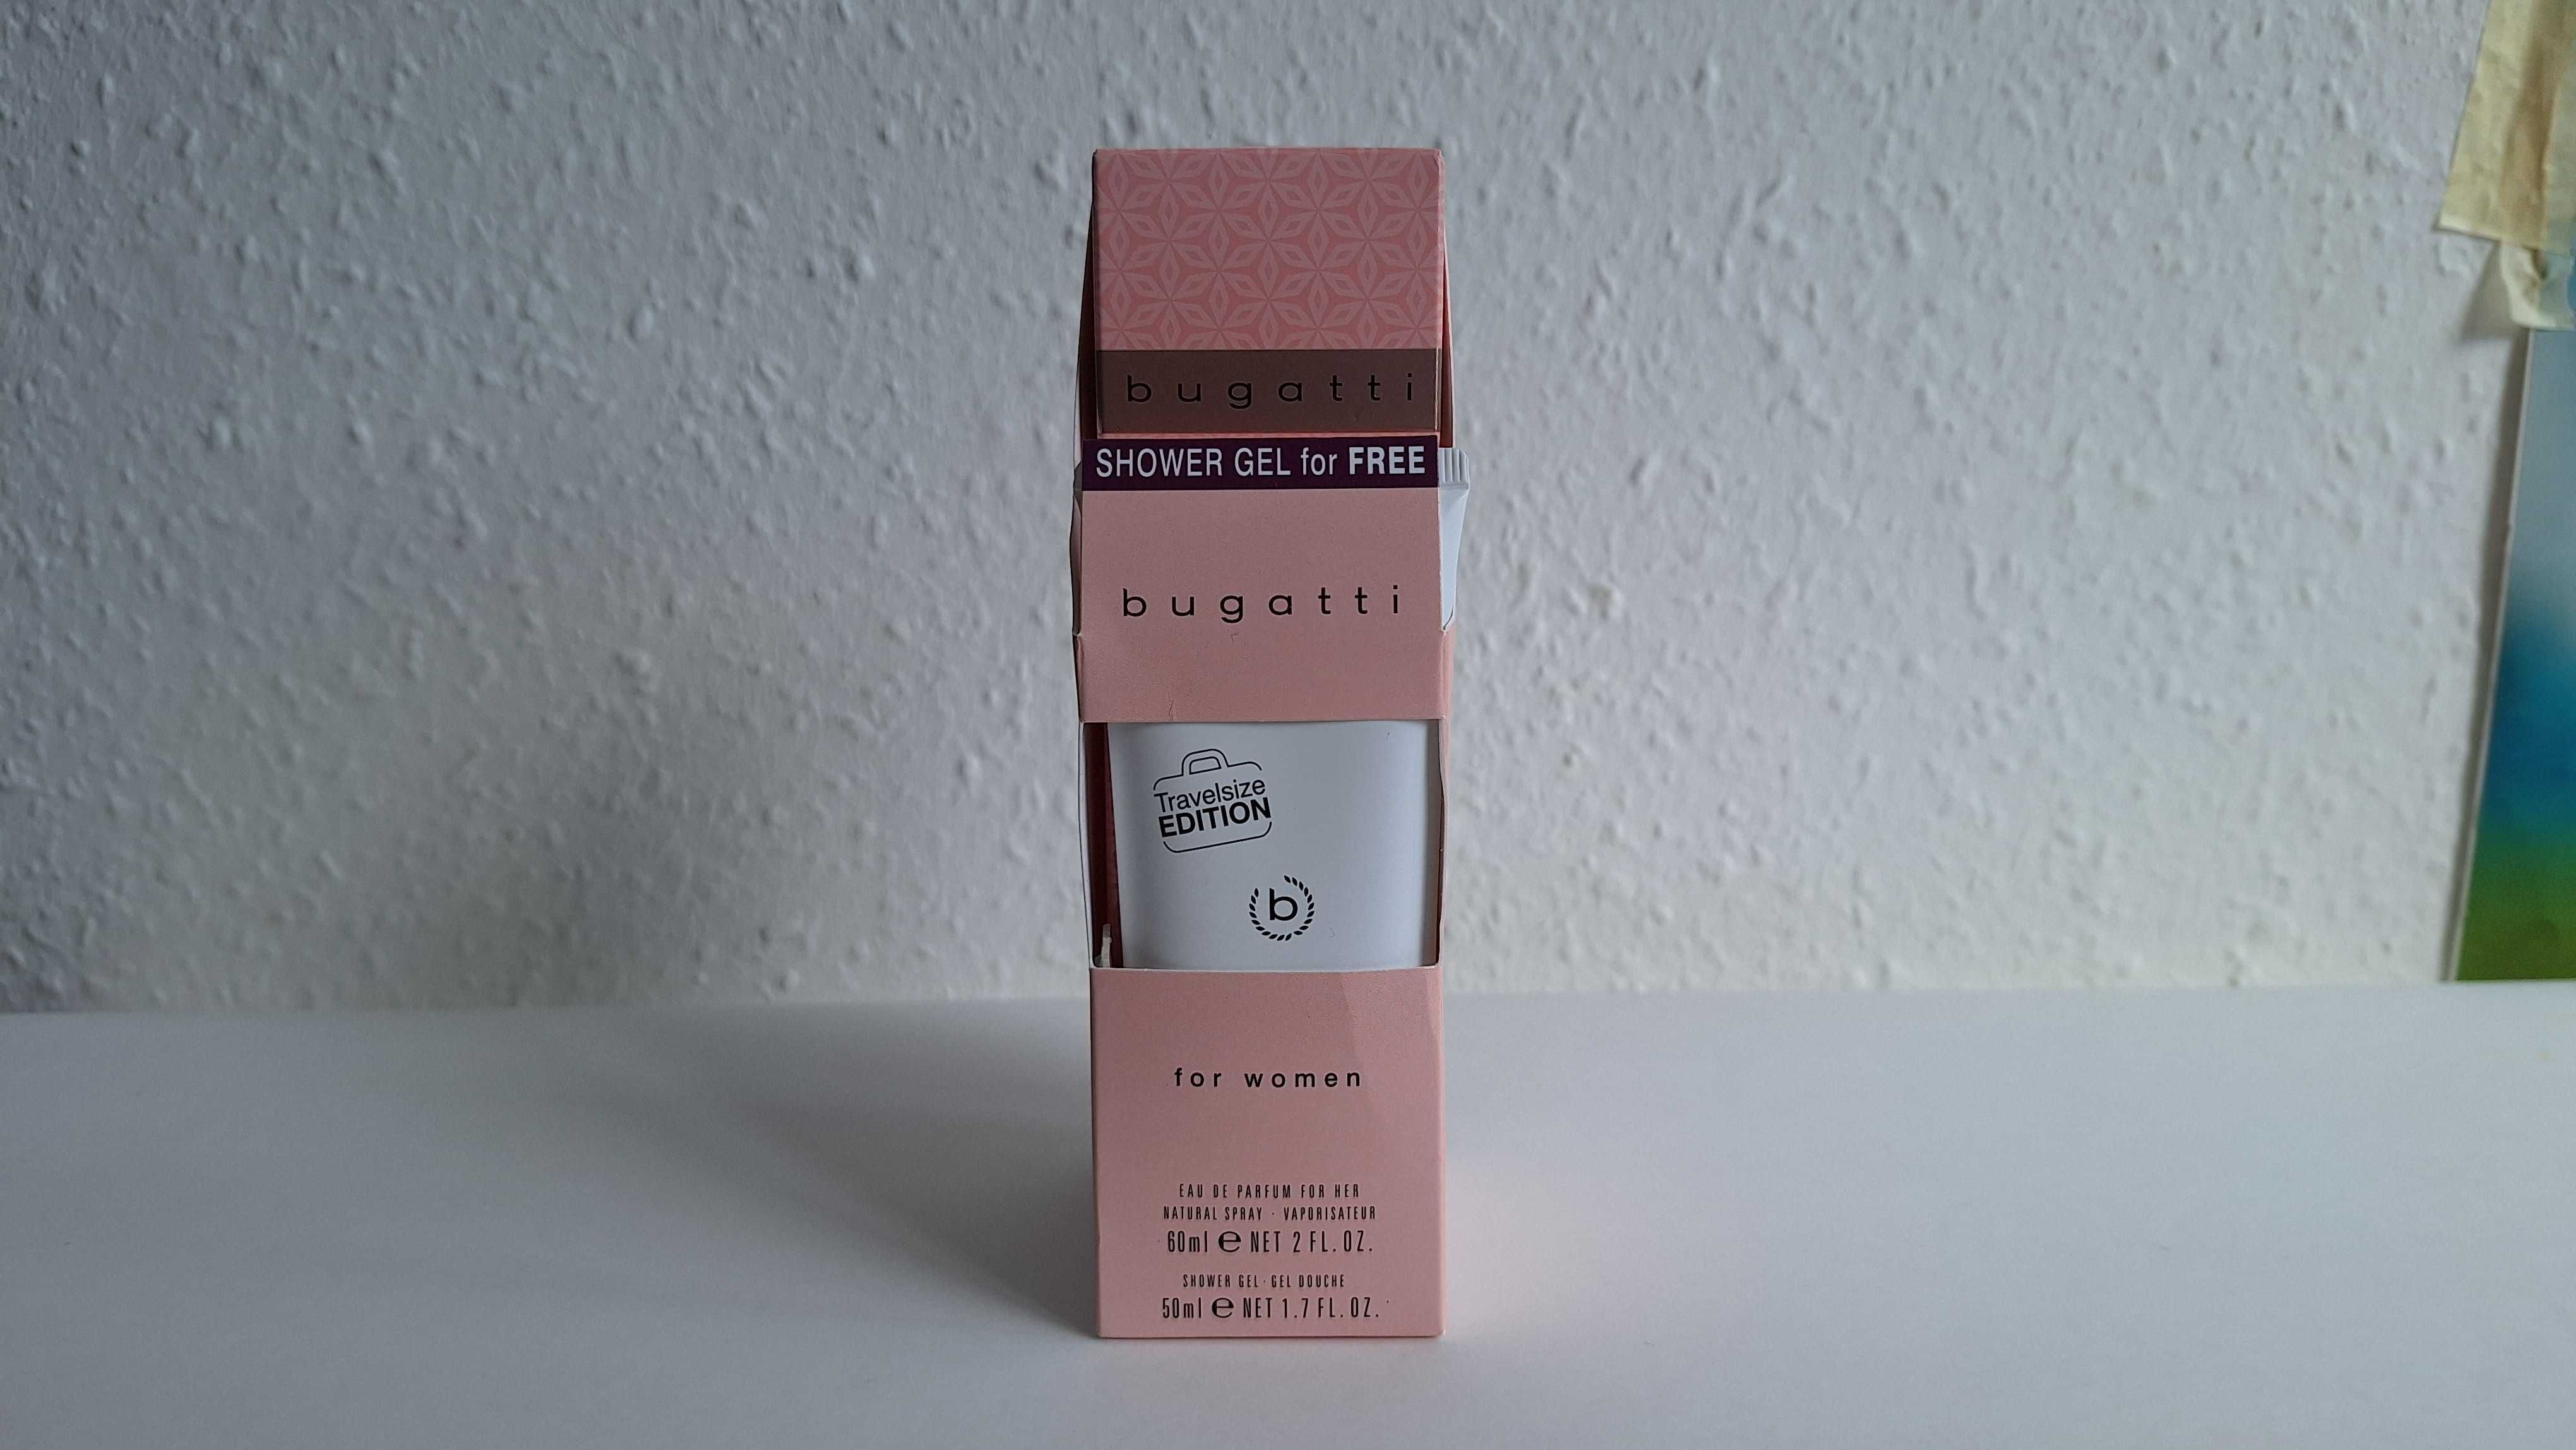 bugatti
SHOWER GEL for FREE
bugatti
Travelsize
EDITION
b
for women
EAU DE PARFUM FOR HER
NATURAL SPRAY · VAPORISATEUR
60ml ℮ NET 2 FL.OZ.
SHOWER GEL · GEL DOUCHE
50ml ℮ NET 1.7 FL.OZ.